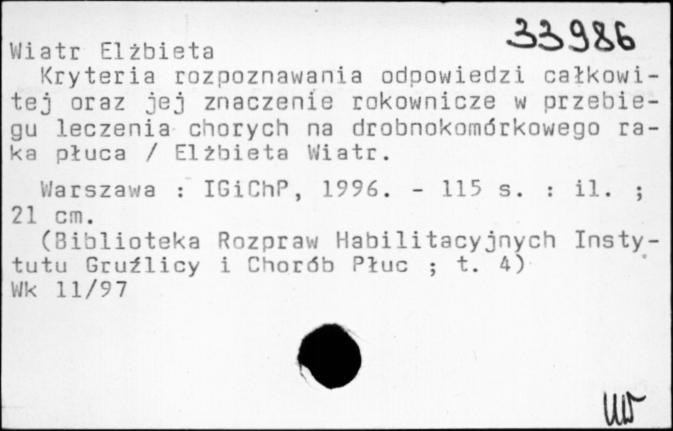 33986
Wiatr Elżbieta
Kryteria rozpoznawania odpowiedzi całkowi-
tej oraz jej znaczenie rokownicze w przebie-
gu leczenia chorych na drobnokomórkowego ra-
ka płuca / Elżbieta Wiatr.
Warszawa : IGiChP, 1996. - 115 s. : il. ;
21 cm.
(Biblioteka Rozpraw Habilitacyjnych Insty-
tutu Gruźlicy i Chorób Płuc ; t. 4)
Wk 11/97